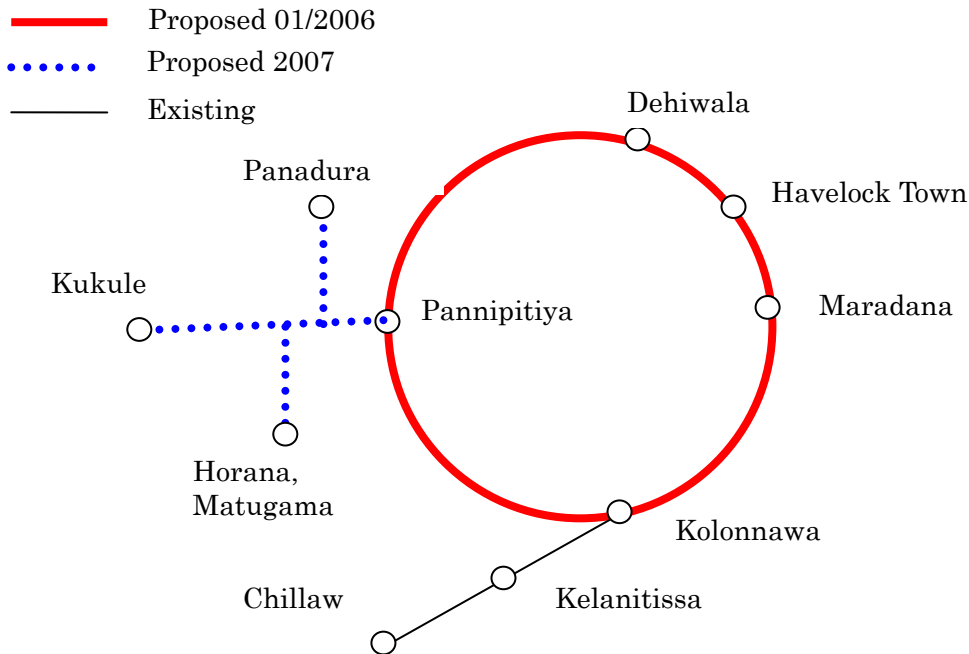 Proposed 01/2006
Proposed 2007
Existing
Dehiwala
Panadura
Havelock Town
Kukule
Pannipitiya
Maradana
Horana,
Matugama
Kolonnawa
Chillaw
Kelanitissa